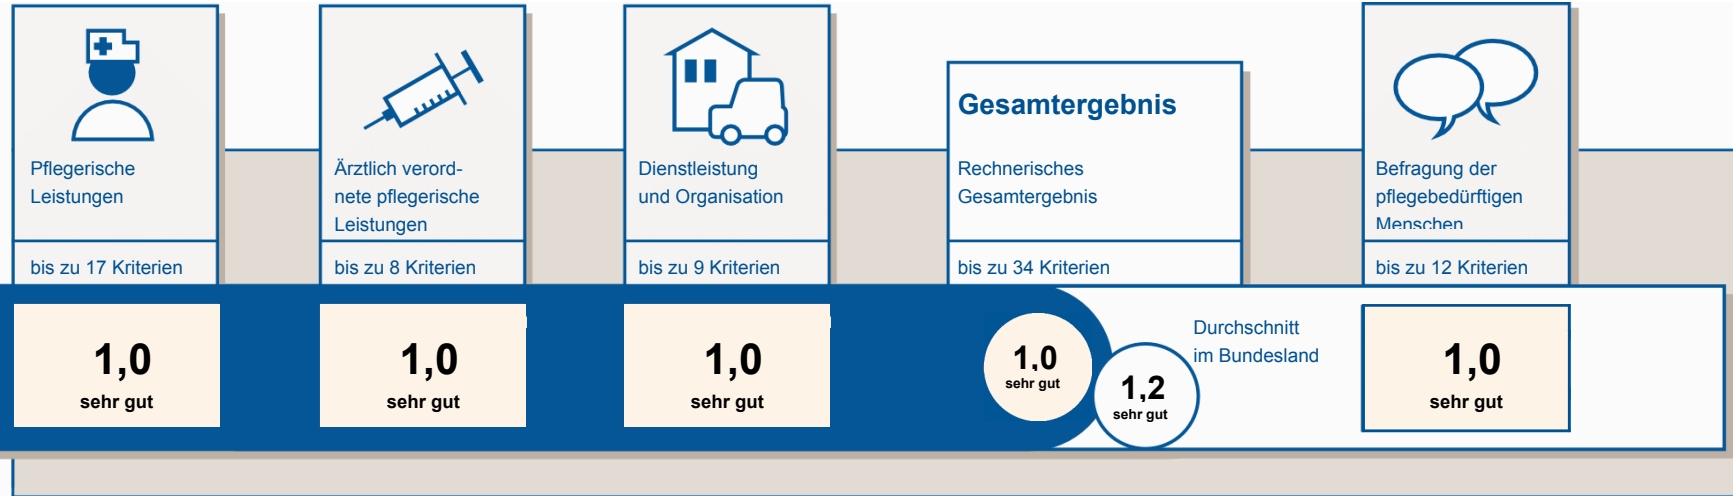 Pflegerische
Leistungen
bis zu 17 Kriterien
1,0
sehr gut
Ärztlich verord-
nete pflegerische
Leistungen
bis zu 8 Kriterien
1,0
sehr gut
Dienstleistung
und Organisation
bis zu 9 Kriterien
1,0
sehr gut
Gesamtergebnis
Rechnerisches
Gesamtergebnis
bis zu 34 Kriterien
1,0
sehr gut
1,2
sehr gut
Durchschnitt
im Bundesland
Befragung der
pflegebedürftigen
Menschen
bis zu 12 Kriterien
1,0
sehr gut